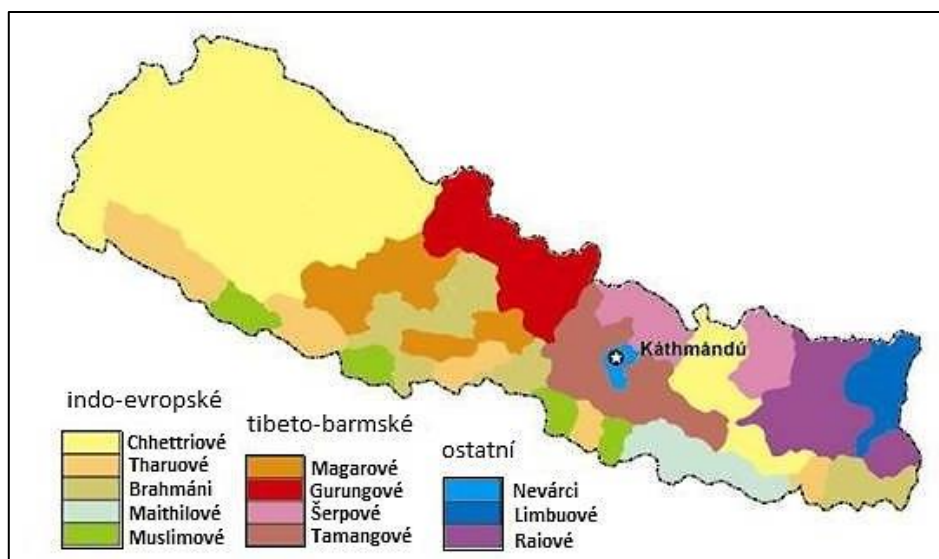 Káthmándú
indo-evropské
Chhettriové
Tharuové
Brahmáni
Maithilové
Muslimové
tibeto-barmské
Magarové
Gurungové
Šerpové
Tamangové
ostatní
Nevárci
Limbuové
Raiové